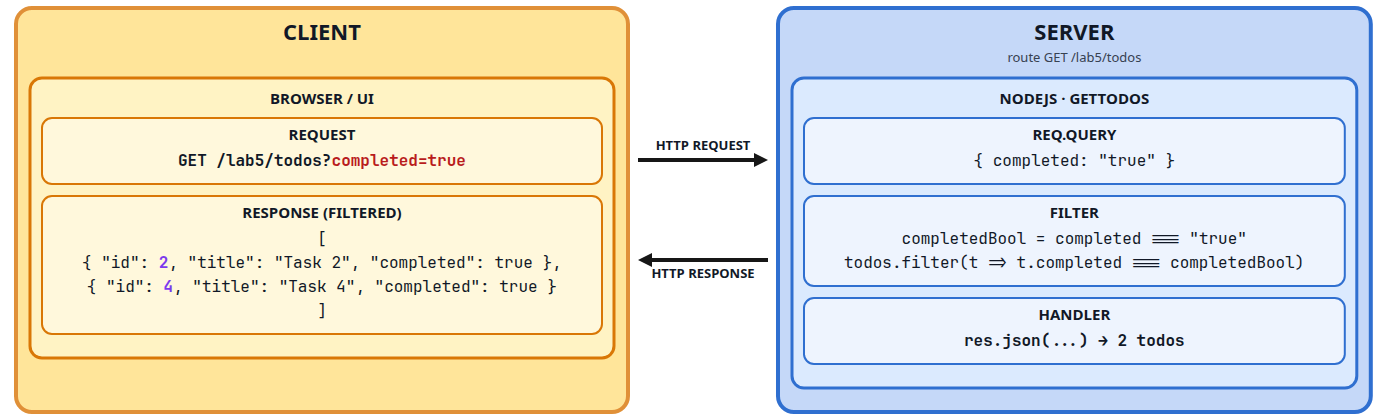 CLIENT
BROWSER / UI
REQUEST
GET /lab5/todos?completed=true
RESPONSE (FILTERED)
[
{ "id": 2, "title": "Task 2", "completed": true },
{ "id": 4, "title": "Task 4", "completed": true }
]
HTTP REQUEST
HTTP RESPONSE
SERVER
route GET /lab5/todos
NODEJS · GETTODOS
REQ.QUERY
{ completed: "true" }
FILTER
completedBool = completed === "true"
todos.filter(t => t.completed === completedBool)
HANDLER
res.json(...) → 2 todos